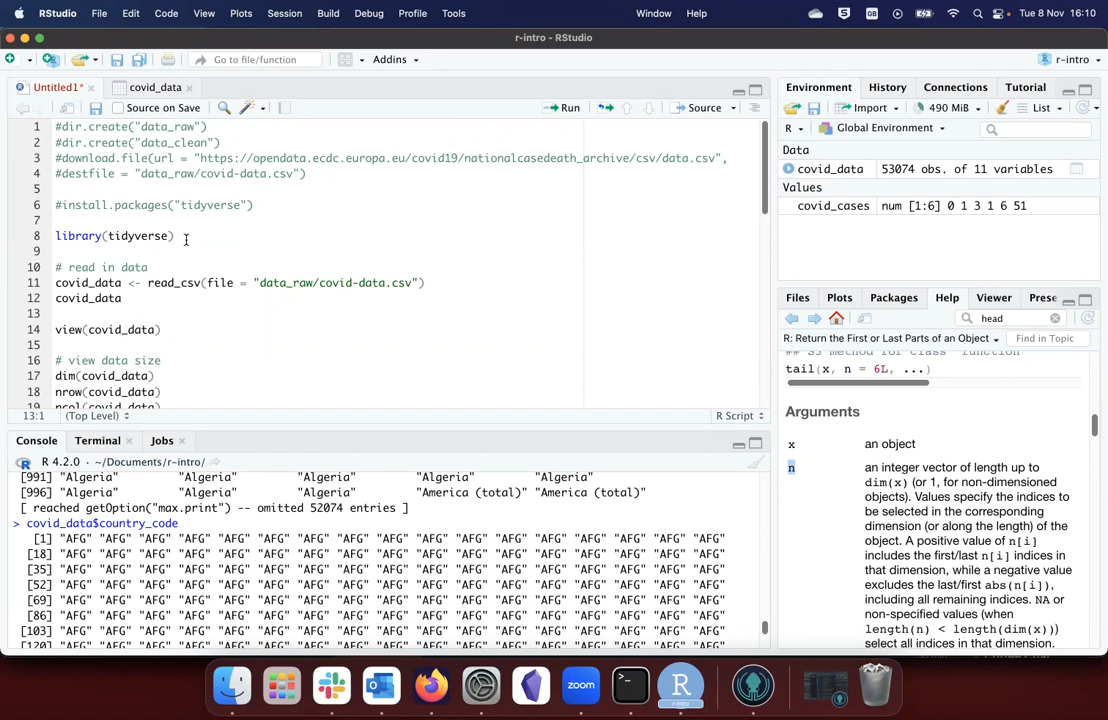 RStudio File Edit Code View Plots Session Build Debug Profile Tools Window Help Tue 8 Nov 16:10
r-intro - RStudio
Go to file/function Addins r-intro
Untitled1* covid_data
Source on Save Run Source
1 #dir.create("data_raw")
2 #dir.create("data_clean")
3 #download.file(url = "https://opendata.ecdc.europa.eu/covid19/nationalcasedeath_archive/csv/data.csv",
4 #destfile = "data_raw/covid-data.csv")
5
6 #install.packages("tidyverse")
7
8 library(tidyverse)
9
10 # read in data
11 covid_data <- read_csv(file = "data_raw/covid-data.csv")
12 covid_data
13
14 view(covid_data)
15
16 # view data size
17 dim(covid_data)
18 nrow(covid_data)
19 ncol(covid_data)
13:1 (Top Level) R Script
Console Terminal Jobs
R 4.2.0 · ~/Documents/r-intro/
[991] "Algeria" "Algeria" "Algeria" "Algeria" "Algeria"
[996] "Algeria" "Algeria" "Algeria" "America (total)" "America (total)"
[ reached getOption("max.print") -- omitted 52074 entries ]
> covid_data$country_code
[1] "AFG" "AFG" "AFG" "AFG" "AFG" "AFG" "AFG" "AFG" "AFG" "AFG" "AFG" "AFG" "AFG" "AFG" "AFG" "AFG" "AFG"
[18] "AFG" "AFG" "AFG" "AFG" "AFG" "AFG" "AFG" "AFG" "AFG" "AFG" "AFG" "AFG" "AFG" "AFG" "AFG" "AFG" "AFG"
[35] "AFG" "AFG" "AFG" "AFG" "AFG" "AFG" "AFG" "AFG" "AFG" "AFG" "AFG" "AFG" "AFG" "AFG" "AFG" "AFG" "AFG"
[52] "AFG" "AFG" "AFG" "AFG" "AFG" "AFG" "AFG" "AFG" "AFG" "AFG" "AFG" "AFG" "AFG" "AFG" "AFG" "AFG" "AFG"
[69] "AFG" "AFG" "AFG" "AFG" "AFG" "AFG" "AFG" "AFG" "AFG" "AFG" "AFG" "AFG" "AFG" "AFG" "AFG" "AFG" "AFG"
[86] "AFG" "AFG" "AFG" "AFG" "AFG" "AFG" "AFG" "AFG" "AFG" "AFG" "AFG" "AFG" "AFG" "AFG" "AFG" "AFG" "AFG"
[103] "AFG" "AFG" "AFG" "AFG" "AFG" "AFG" "AFG" "AFG" "AFG" "AFG" "AFG" "AFG" "AFG" "AFG" "AFG" "AFG" "AFG"
Environment History Connections Tutorial
Import 490 MiB List
R Global Environment
Data
covid_data 53074 obs. of 11 variables
Values
covid_cases num [1:6] 0 1 3 1 6 51
Files Plots Packages Help Viewer Prese
head
R: Return the First or Last Parts of an Object Find in Topic
## S3 method for class 'function'
tail(x, n = 6L, ...)
Arguments
x an object
n an integer vector of length up to
dim(x) (or 1, for non-dimensioned
objects). Values specify the indices to
be selected in the corresponding
dimension (or along the length) of the
object. A positive value of n[i]
includes the first/last n[i] indices in
that dimension, while a negative value
excludes the last/first abs(n[i]),
including all remaining indices. NA or
non-specified values (when
length(n) < length(dim(x)))
select all indices in that dimension.
zoom
R
r-intro